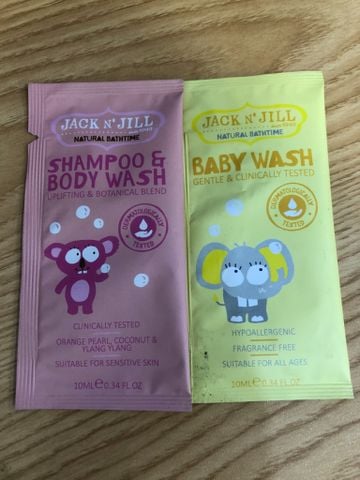 JACK N' JILL
NATURAL BATHTIME
SHAMPOO &
BODY WASH
UPLIFTING & BOTANICAL BLEND
DERMATOLOGICALLY
TESTED
CLINICALLY TESTED
ORANGE PEARL, COCONUT &
YLANG YLANG
SUITABLE FOR SENSITIVE SKIN
10ML℮0.34 FL OZ
JACK N' JILL
NATURAL BATHTIME
BABY WASH
GENTLE & CLINICALLY TESTED
DERMATOLOGICALLY
TESTED
HYPOALLERGENIC
FRAGRANCE FREE
SUITABLE FOR ALL AGES
10ML℮0.34 FL OZ